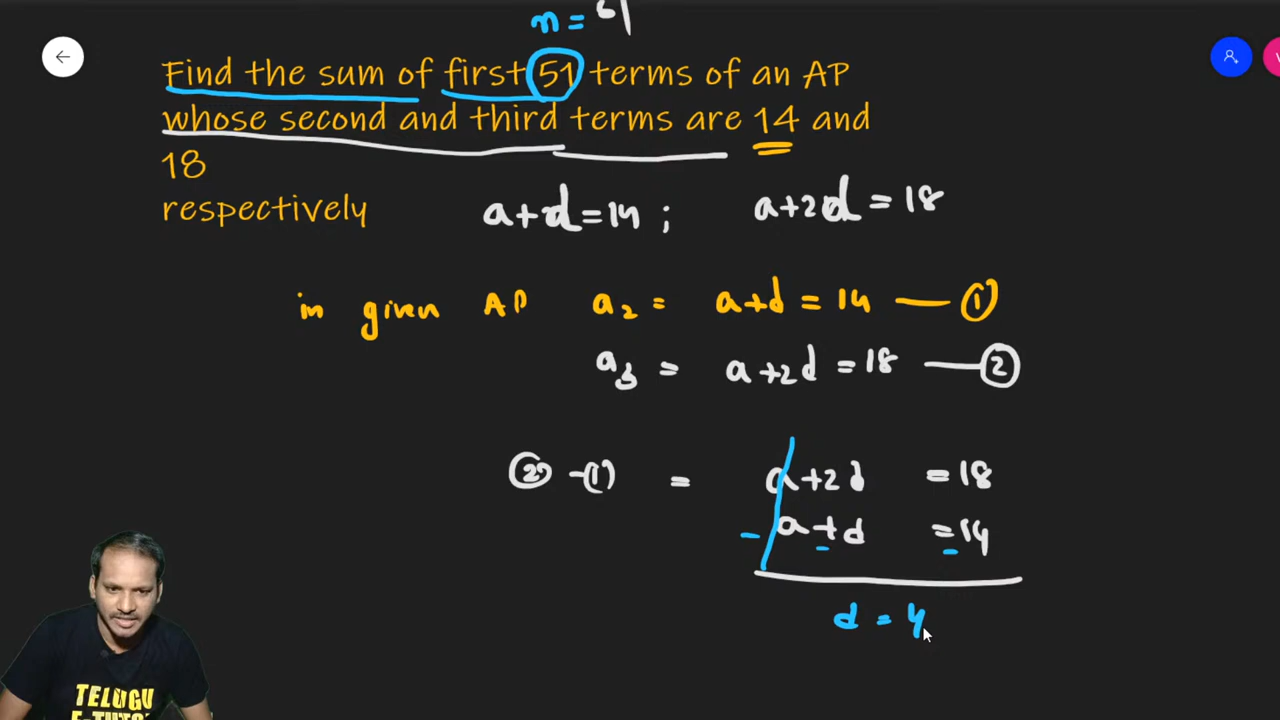 n = 51
Find the sum of first 51 terms of an AP
whose second and third terms are 14 and
18
respectively
a+d=14 ; a+2d=18
in given AP a2 = a+d=14 — ①
a3 = a+2d=18 — ②
② -① = a+2d =18
- a+d =14
d = 4
TELUGU
E-TUTOR